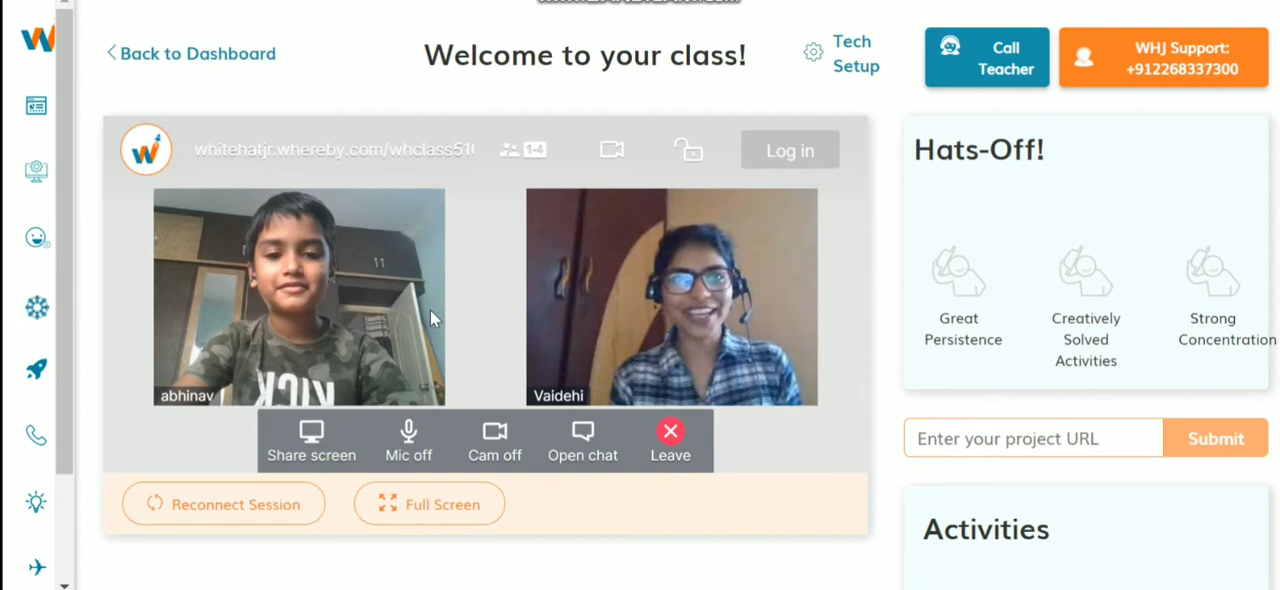 Back to Dashboard
Welcome to your class!
Tech
Setup
Call
Teacher
WHJ Support:
+912268337300
whitehatjr.whereby.com/whclass51
1-4
Log in
abhinav
Vaidehi
KICK
Share screen
Mic off
Cam off
Open chat
Leave
Reconnect Session
Full Screen
Hats-Off!
Great
Persistence
Creatively
Solved
Activities
Strong
Concentration
Enter your project URL
Submit
Activities